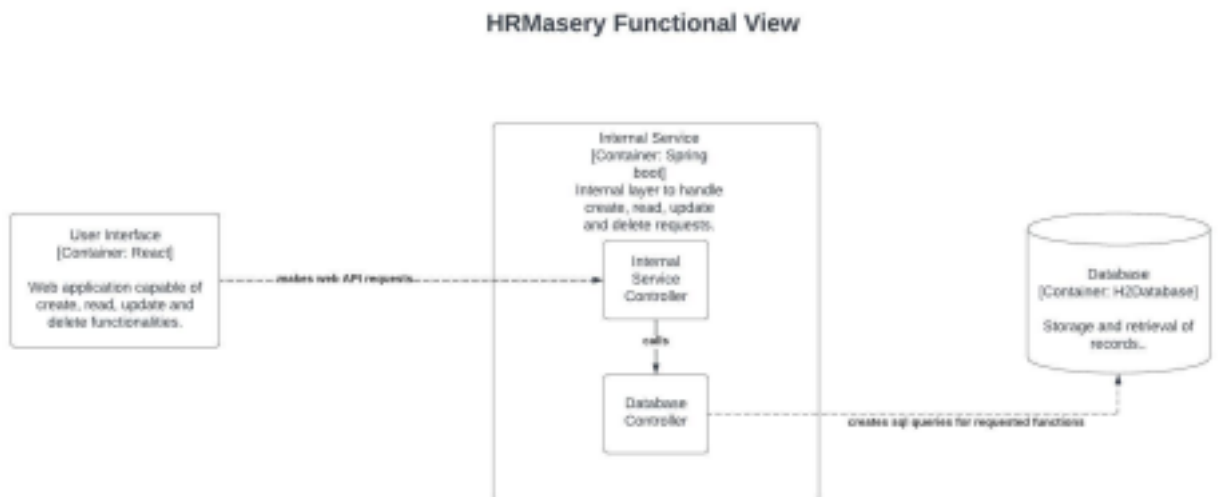 HRMasery Functional View
Internal Service
[Container: Spring
boot]
Internal layer to handle
create, read, update
and delete requests.
User Interface
[Container: React]
Web application capable of
create, read, update and
delete functionalities.
makes web API requests
Internal
Service
Controller
calls
Database
Controller
creates sql queries for requested functions
Database
[Container: H2Database]
Storage and retrieval of
records..